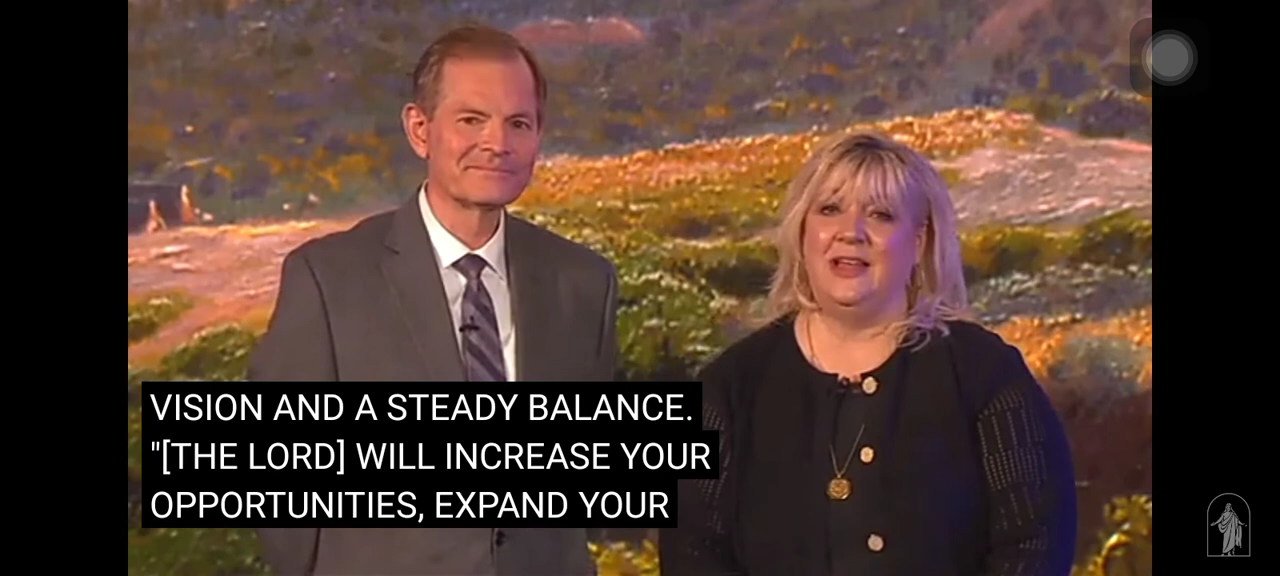 VISION AND A STEADY BALANCE.
"[THE LORD] WILL INCREASE YOUR
OPPORTUNITIES, EXPAND YOUR